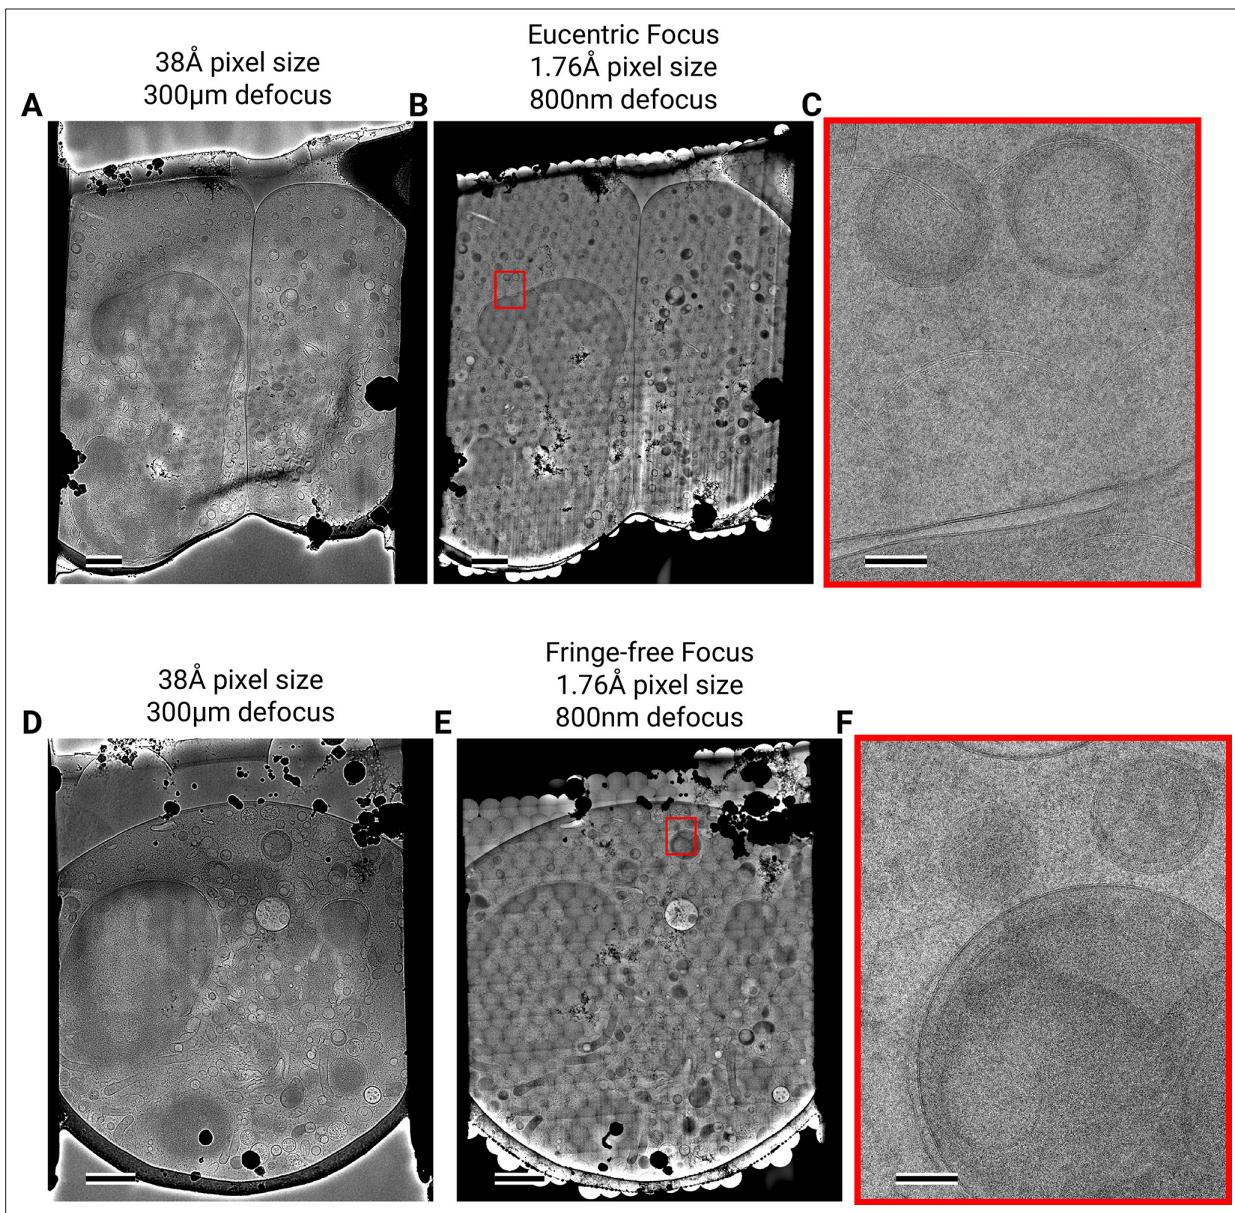 38Å pixel size
300µm defocus
Eucentric Focus
1.76Å pixel size
800nm defocus
A
B
C
38Å pixel size
300µm defocus
Fringe-free Focus
1.76Å pixel size
800nm defocus
D
E
F